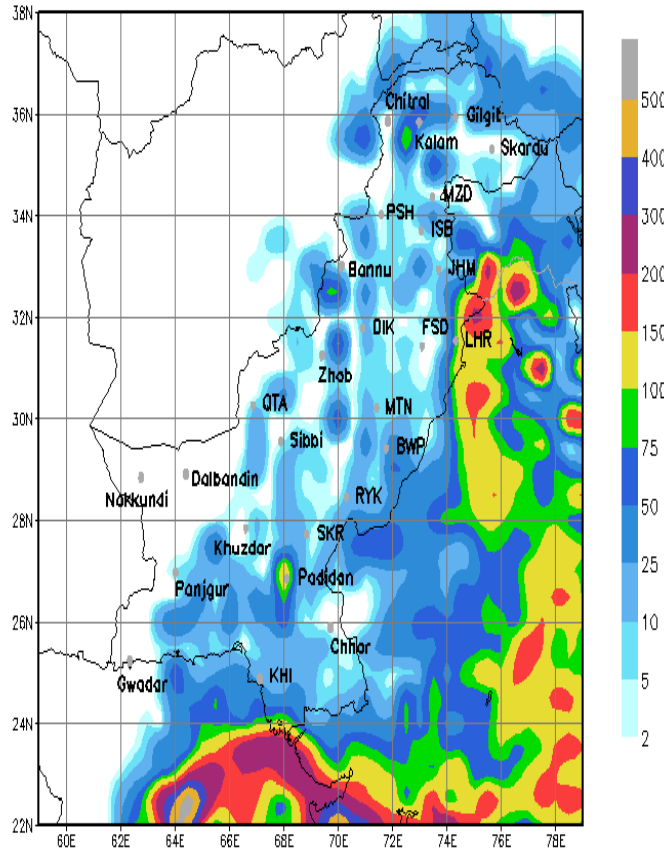 38N
36N
34N
32N
30N
28N
26N
24N
22N
60E 62E 64E 66E 68E 70E 72E 74E 76E 78E
Chitral
Gilgit
Kalam
Skardu
MZD
PSH
ISB
Bannu
JHM
DIK
FSD
LHR
Zhob
QTA
MTN
Sibbi
BWP
Dalbandin
Nokkundi
RYK
SKR
Khuzdar
Panjgur
Padidan
Chhor
Gwadar
KHI
500
400
300
200
150
100
75
50
25
10
5
2